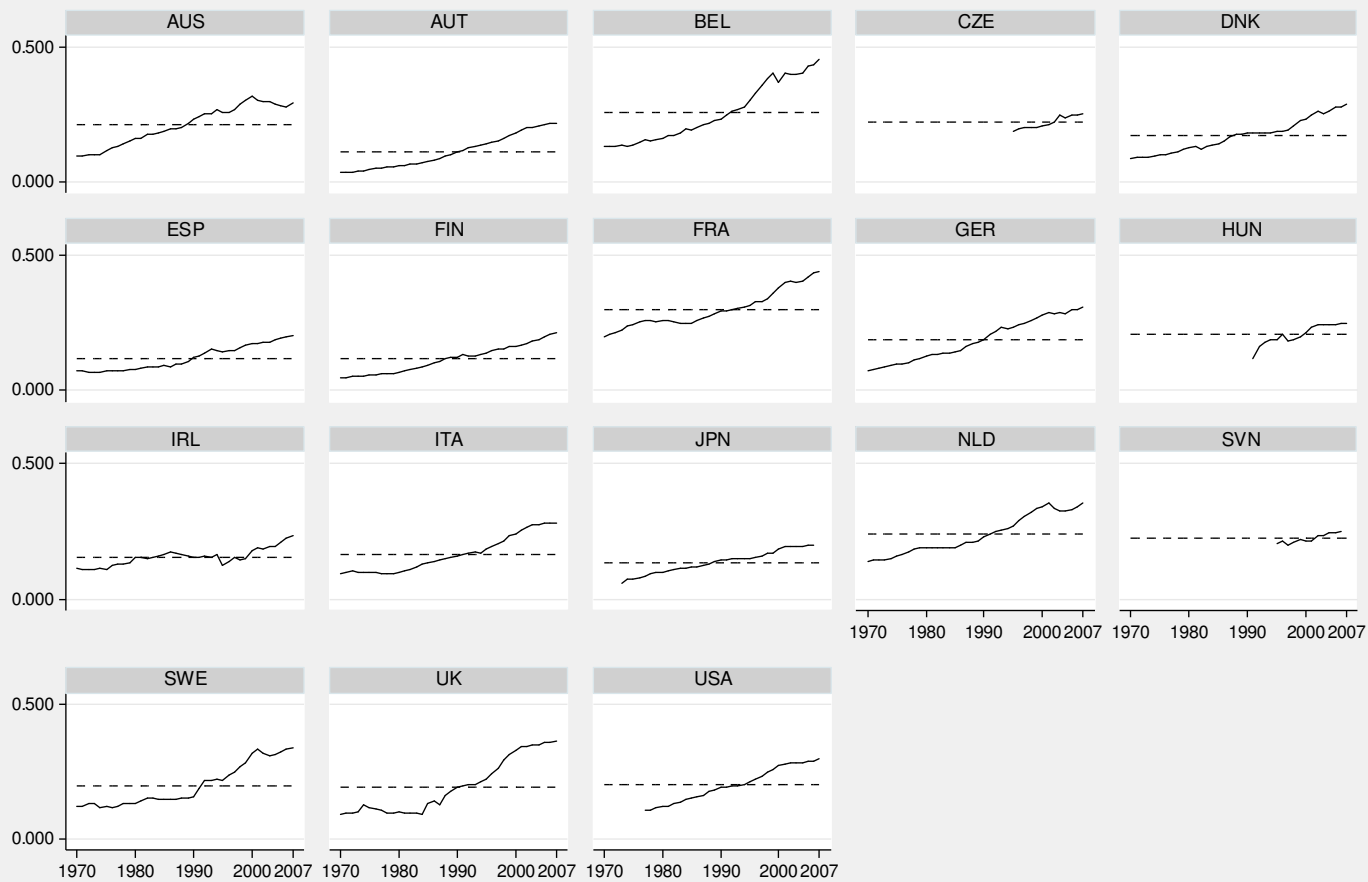 AUS AUT BEL CZE DNK
0.500
0.000
ESP FIN FRA GER HUN
0.500
0.000
IRL ITA JPN NLD SVN
0.500
0.000
1970 1980 1990 2000 2007 1970 1980 1990 2000 2007
SWE UK USA
0.500
0.000
1970 1980 1990 2000 2007 1970 1980 1990 2000 2007 1970 1980 1990 2000 2007